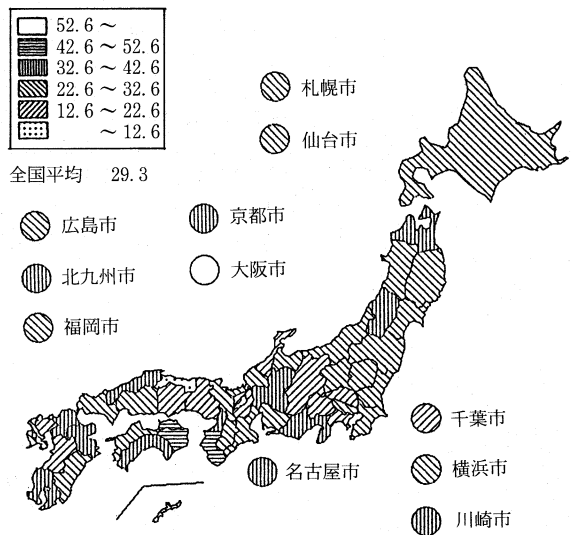 52.6～
42.6～52.6
32.6～42.6
22.6～32.6
12.6～22.6
～12.6
全国平均 29.3
札幌市
仙台市
広島市
京都市
北九州市
大阪市
福岡市
千葉市
名古屋市
横浜市
川崎市